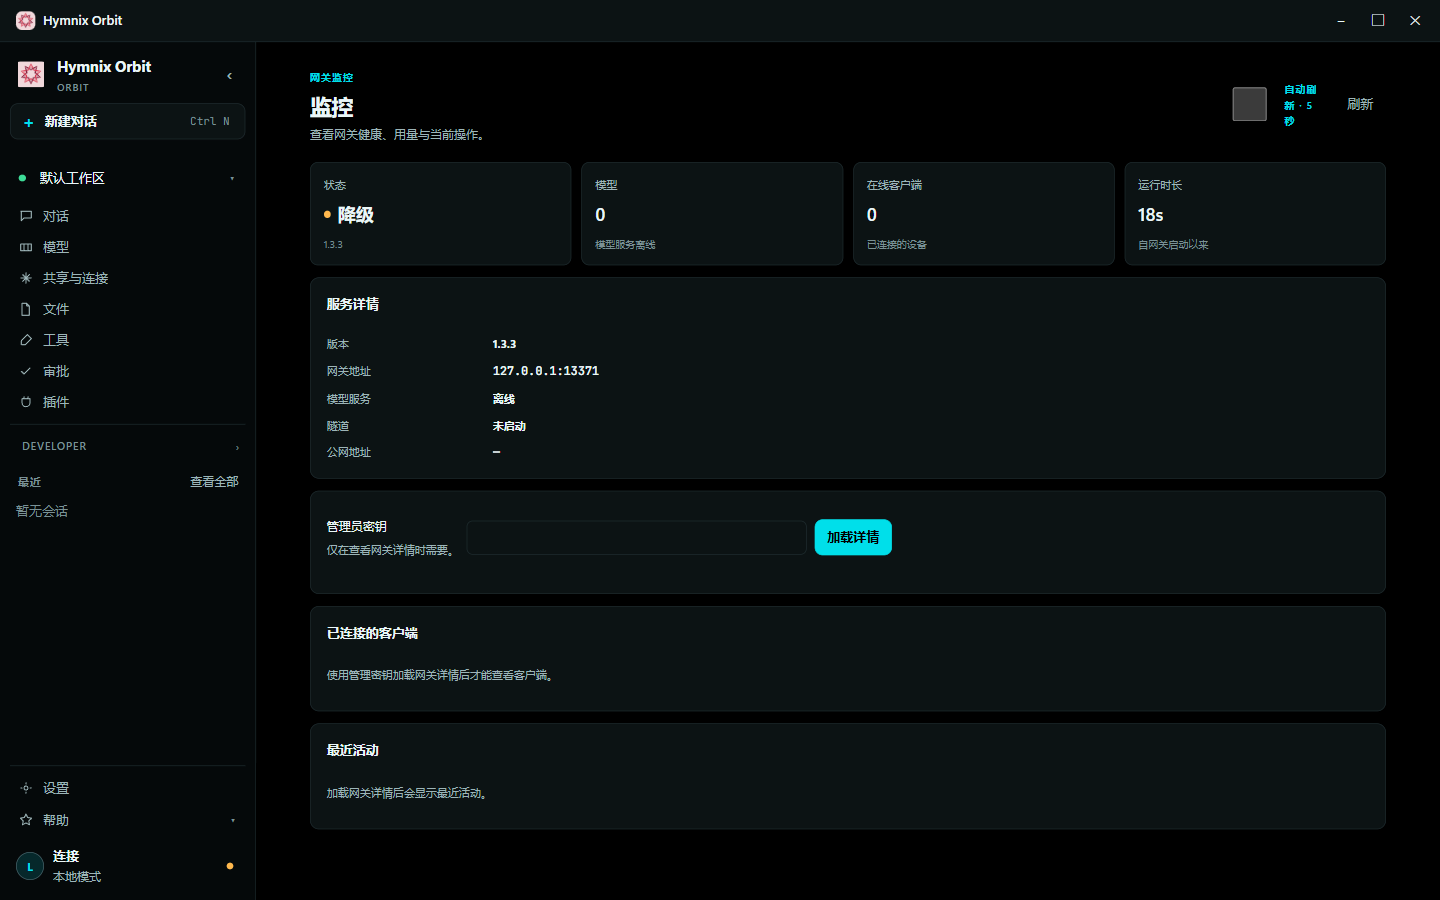 Hymnix Orbit
Hymnix Orbit
ORBIT
+ 新建对话 Ctrl N
默认工作区
对话
模型
共享与连接
文件
工具
审批
插件
DEVELOPER
最近 查看全部
暂无会话
设置
帮助
L
连接
本地模式
网关监控
监控
查看网关健康、用量与当前操作。
自动刷
新 · 5
秒
刷新
状态
降级
1.3.3
模型
0
模型服务离线
在线客户端
0
已连接的设备
运行时长
18s
自网关启动以来
服务详情
版本 1.3.3
网关地址 127.0.0.1:13371
模型服务 离线
隧道 未启动
公网地址 —
管理员密钥
仅在查看网关详情时需要。
加载详情
已连接的客户端
使用管理密钥加载网关详情后才能查看客户端。
最近活动
加载网关详情后会显示最近活动。